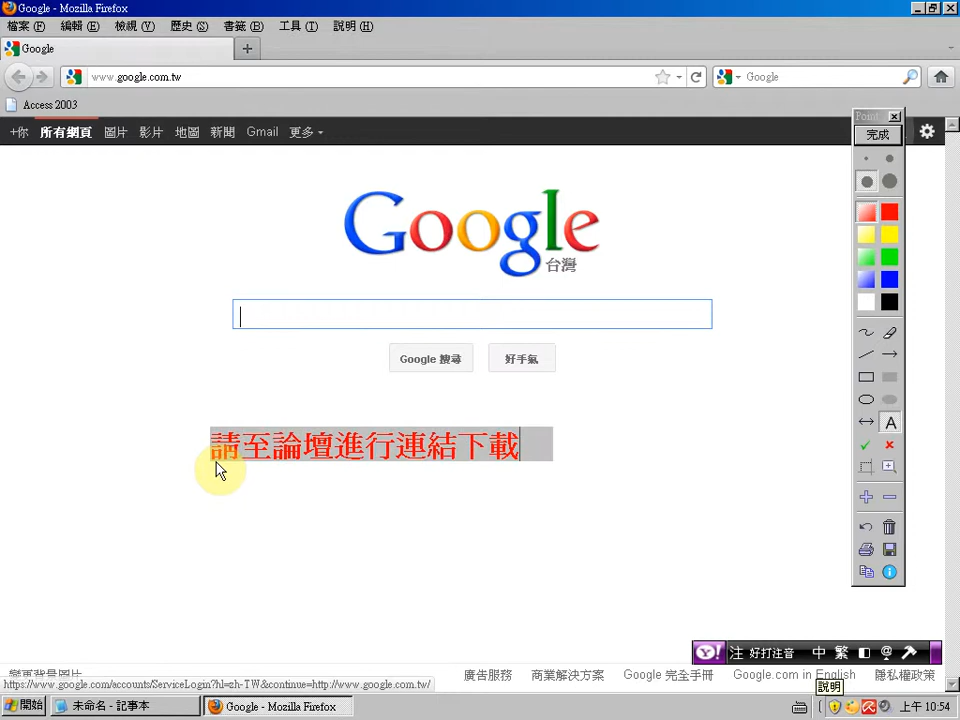 Google - Mozilla Firefox
檔案(F) 編輯(E) 檢視(V) 歷史(S) 書籤(B) 工具(T) 說明(H)
Google
www.google.com.tw
Google
Access 2003
+你 所有網頁 圖片 影片 地圖 新聞 Gmail 更多
完成
Google
台灣
Google 搜尋
好手氣
請至論壇進行連結下載
A
Y! 注 好打注音 中 繁
變更背景圖片
廣告服務 商業解決方案 Google 完全手冊 Google.com in English 隱私權政策
https://www.google.com/accounts/ServiceLogin?hl=zh-TW&continue=http://www.google.com.tw/
說明
開始
未命名 - 記事本
Google - Mozilla Firefox
上午 10:54